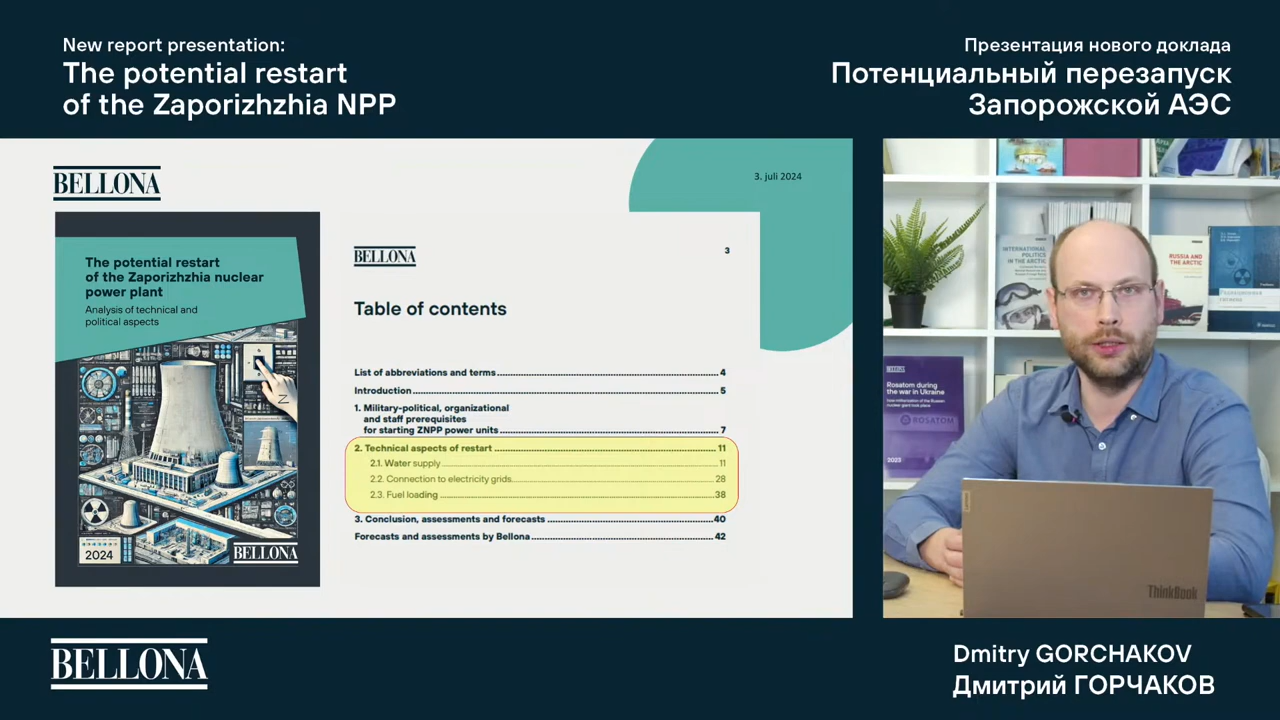 New report presentation:
The potential restart
of the Zaporizhzhia NPP
Презентация нового доклада
Потенциальный перезапуск
Запорожской АЭС
BELLONA
3. juli 2024
The potential restart
of the Zaporizhzhia nuclear
power plant
Analysis of technical and
political aspects
2024
BELLONA
BELLONA
3
Table of contents
List of abbreviations and terms 4
Introduction 5
1. Military-political, organizational
and staff prerequisites
for starting ZNPP power units 7
2. Technical aspects of restart 11
2.1. Water supply 11
2.2. Connection to electricity grids 28
2.3. Fuel loading 38
3. Conclusion, assessments and forecasts 40
Forecasts and assessments by Bellona 42
INTERNATIONAL
POLITICS
IN THE ARCTIC
RUSSIA AND
THE ARCTIC
BELLONA
Rosatom during
the war in Ukraine
ROSATOM
2023
ThinkBook
BELLONA
Dmitry GORCHAKOV
Дмитрий ГОРЧАКОВ